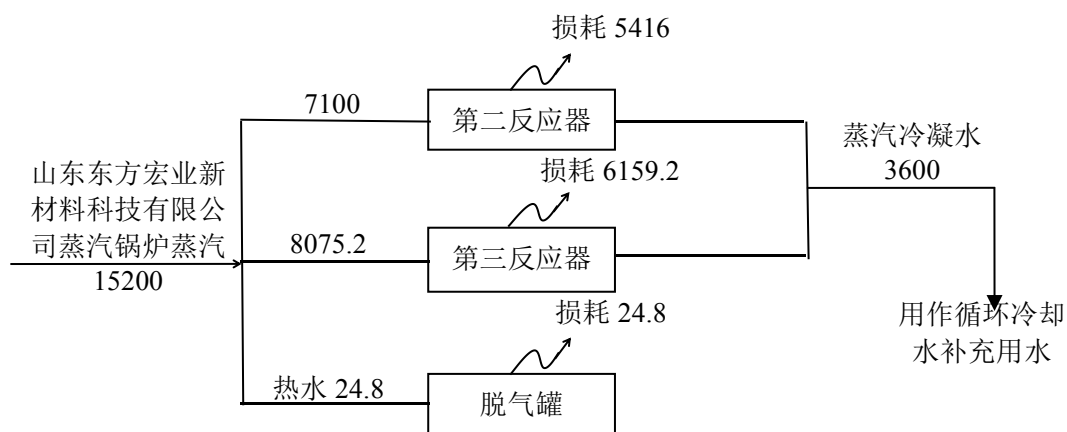 损耗 5416
7100
第二反应器
蒸汽冷凝水
3600
损耗 6159.2
山东东方宏业新
材料科技有限公
司蒸汽锅炉蒸汽
15200
8075.2
第三反应器
损耗 24.8
用作循环冷却
水补充用水
热水 24.8
脱气罐